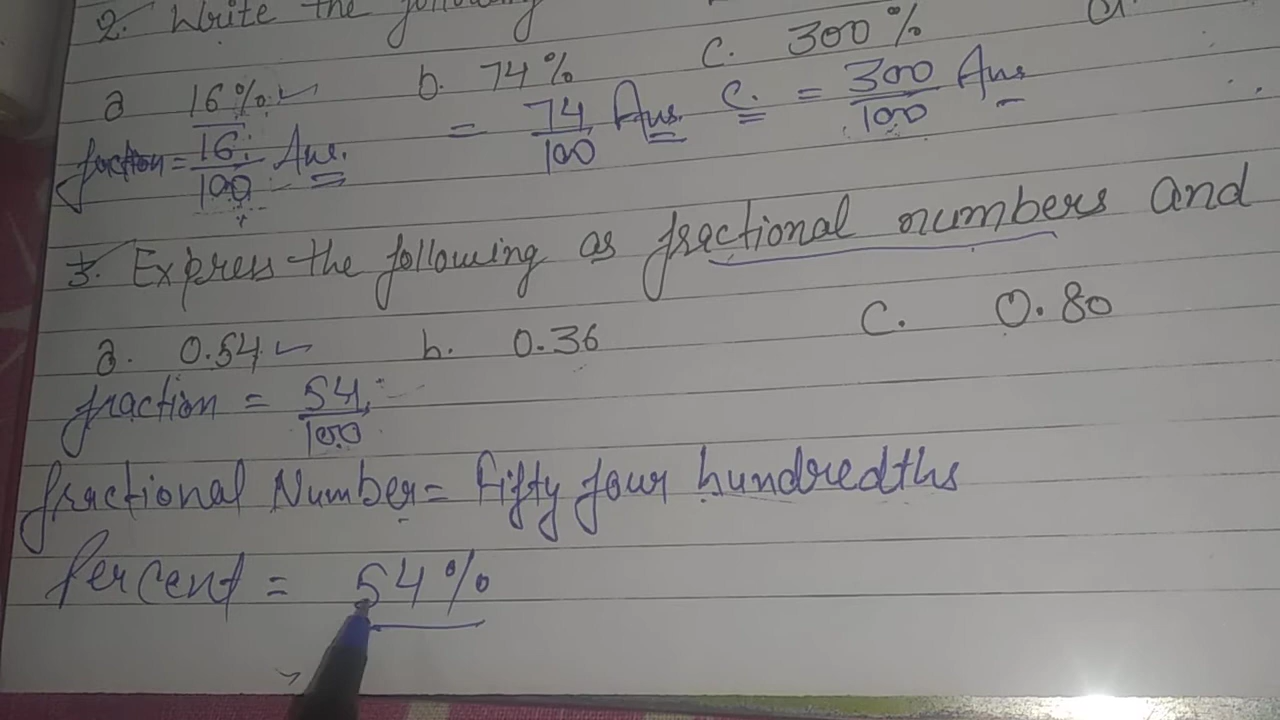 2. Write the following
a 16% b. 74% c. 300%
fraction = 16/100 Ans. = 74/100 Ans. C. = 300/100 Ans
3. Express the following as fractional numbers and
a. 0.54 b. 0.36 C. 0.80
fraction = 54/100
fractional Number = Fifty four hundredths
Percent = 54%